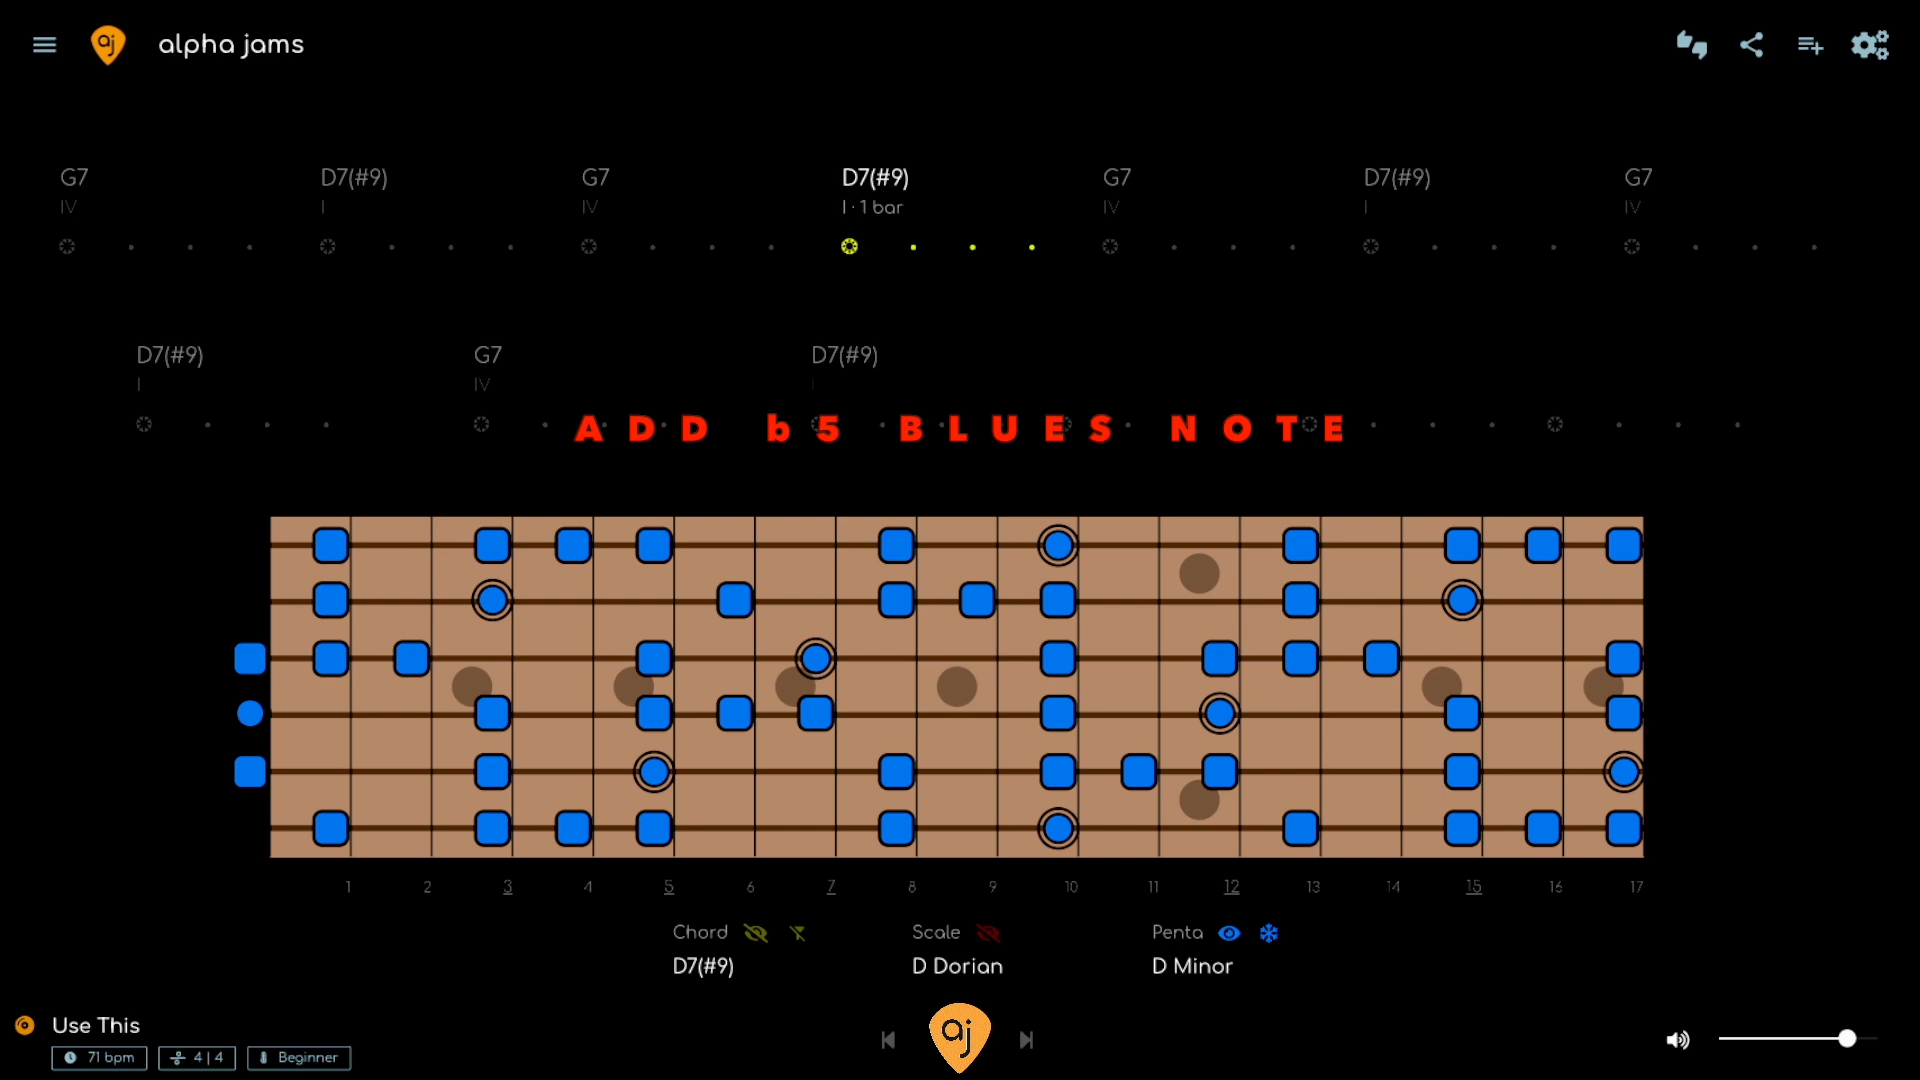 aj alpha jams
G7 D7(#9) G7 D7(#9) G7 D7(#9) G7
IV I IV I · 1 bar IV I IV
D7(#9) G7 D7(#9)
I IV I
ADD b5 BLUES NOTE
1 2 3 4 5 6 7 8 9 10 11 12 13 14 15 16 17
Chord Scale Penta
D7(#9) D Dorian D Minor
Use This
71 bpm 4|4 Beginner
aj